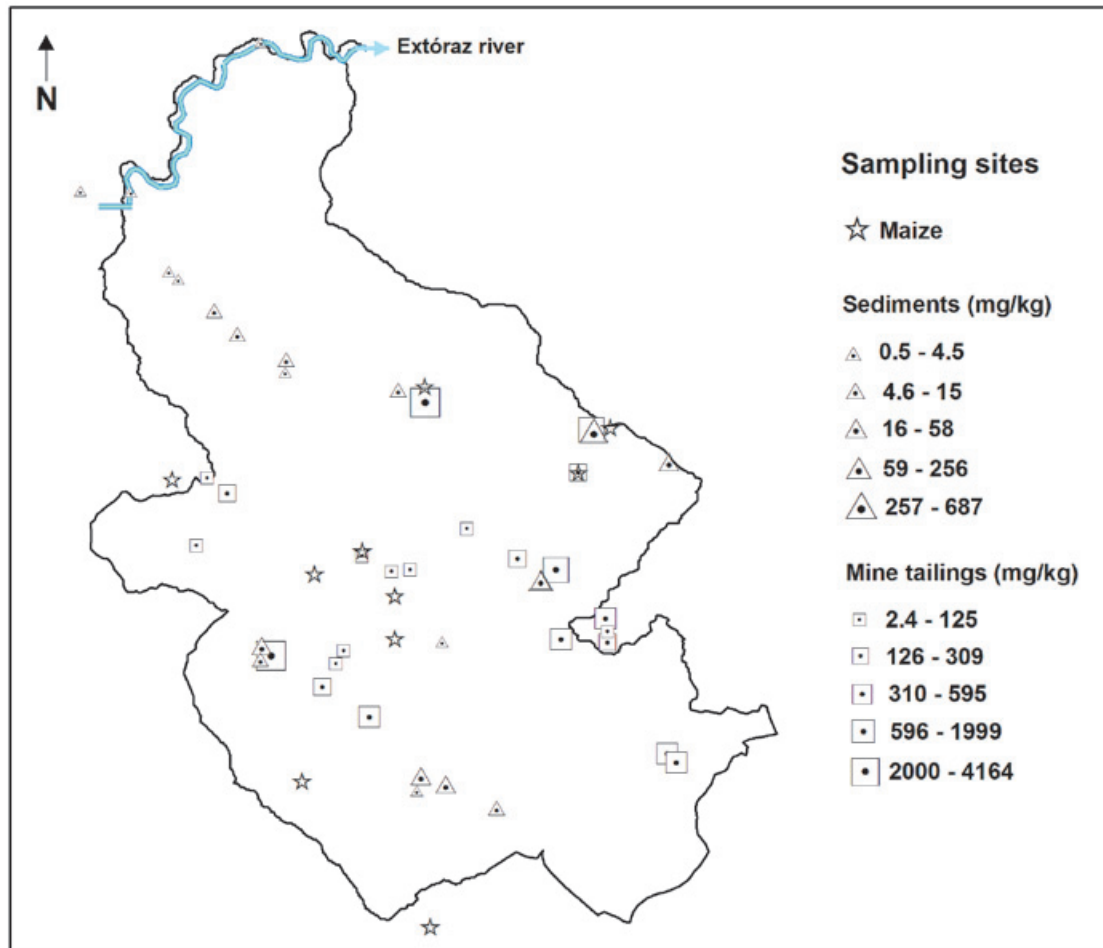 Extóraz river
N
Sampling sites
Maize
Sediments (mg/kg)
0.5 - 4.5
4.6 - 15
16 - 58
59 - 256
257 - 687
Mine tailings (mg/kg)
2.4 - 125
126 - 309
310 - 595
596 - 1999
2000 - 4164